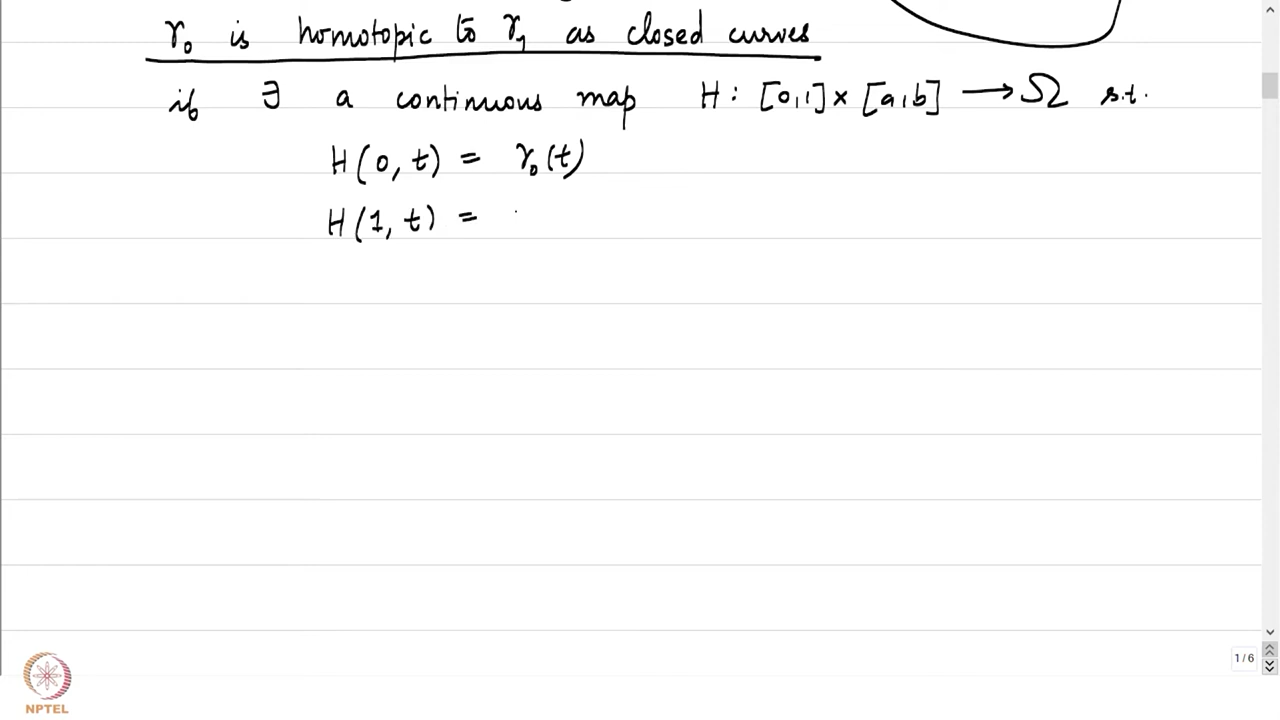 γ₀ is homotopic to γ₁ as closed curves
if ∃ a continuous map H : [0,1] × [a,b] ⟶ Ω s.t.
H(0, t) = γ₀(t)
H(1, t) =
1 / 6
NPTEL